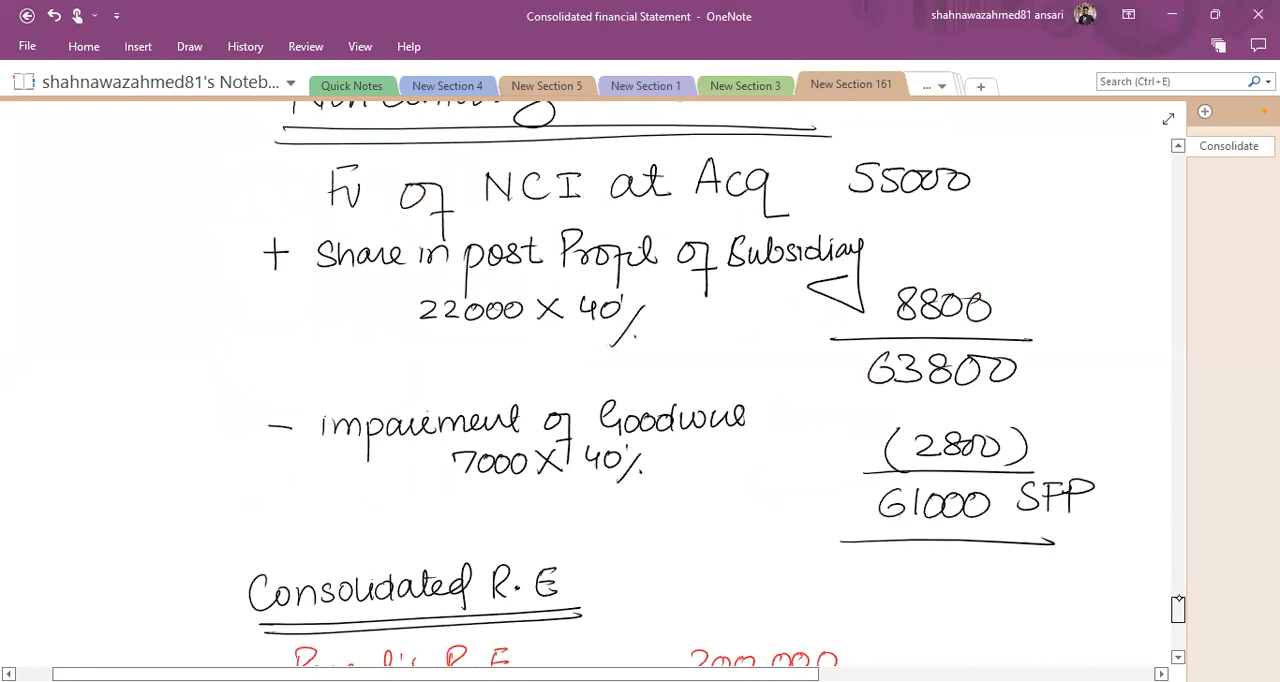 Consolidated financial Statement - OneNote
shahnawazahmed81 ansari
File Home Insert Draw History Review View Help
shahnawazahmed81's Noteb... Quick Notes New Section 4 New Section 5 New Section 1 New Section 3 New Section 161 ... Search (Ctrl+E)
Consolidate
FV of NCI at Acq 55000
+ Share in post Profit of Subsidiary
22000 X 40% 8800
63800
- impairement of Goodwill (2800)
7000 X 40%
61000 SFP
Consolidated R.E
R.E 200,000